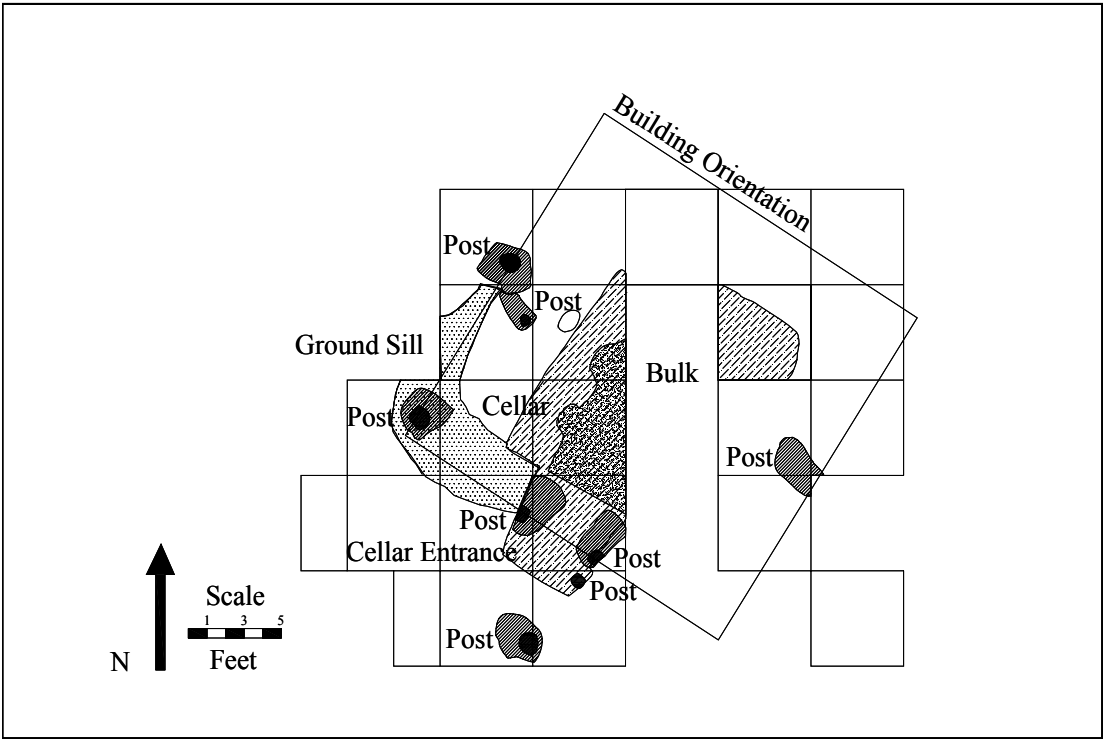 Building Orientation
Post
Post
Ground Sill
Bulk
Post
Cellar
Post
Post
Cellar Entrance
Post
Post
Scale
1 3 5
Post
N
Feet